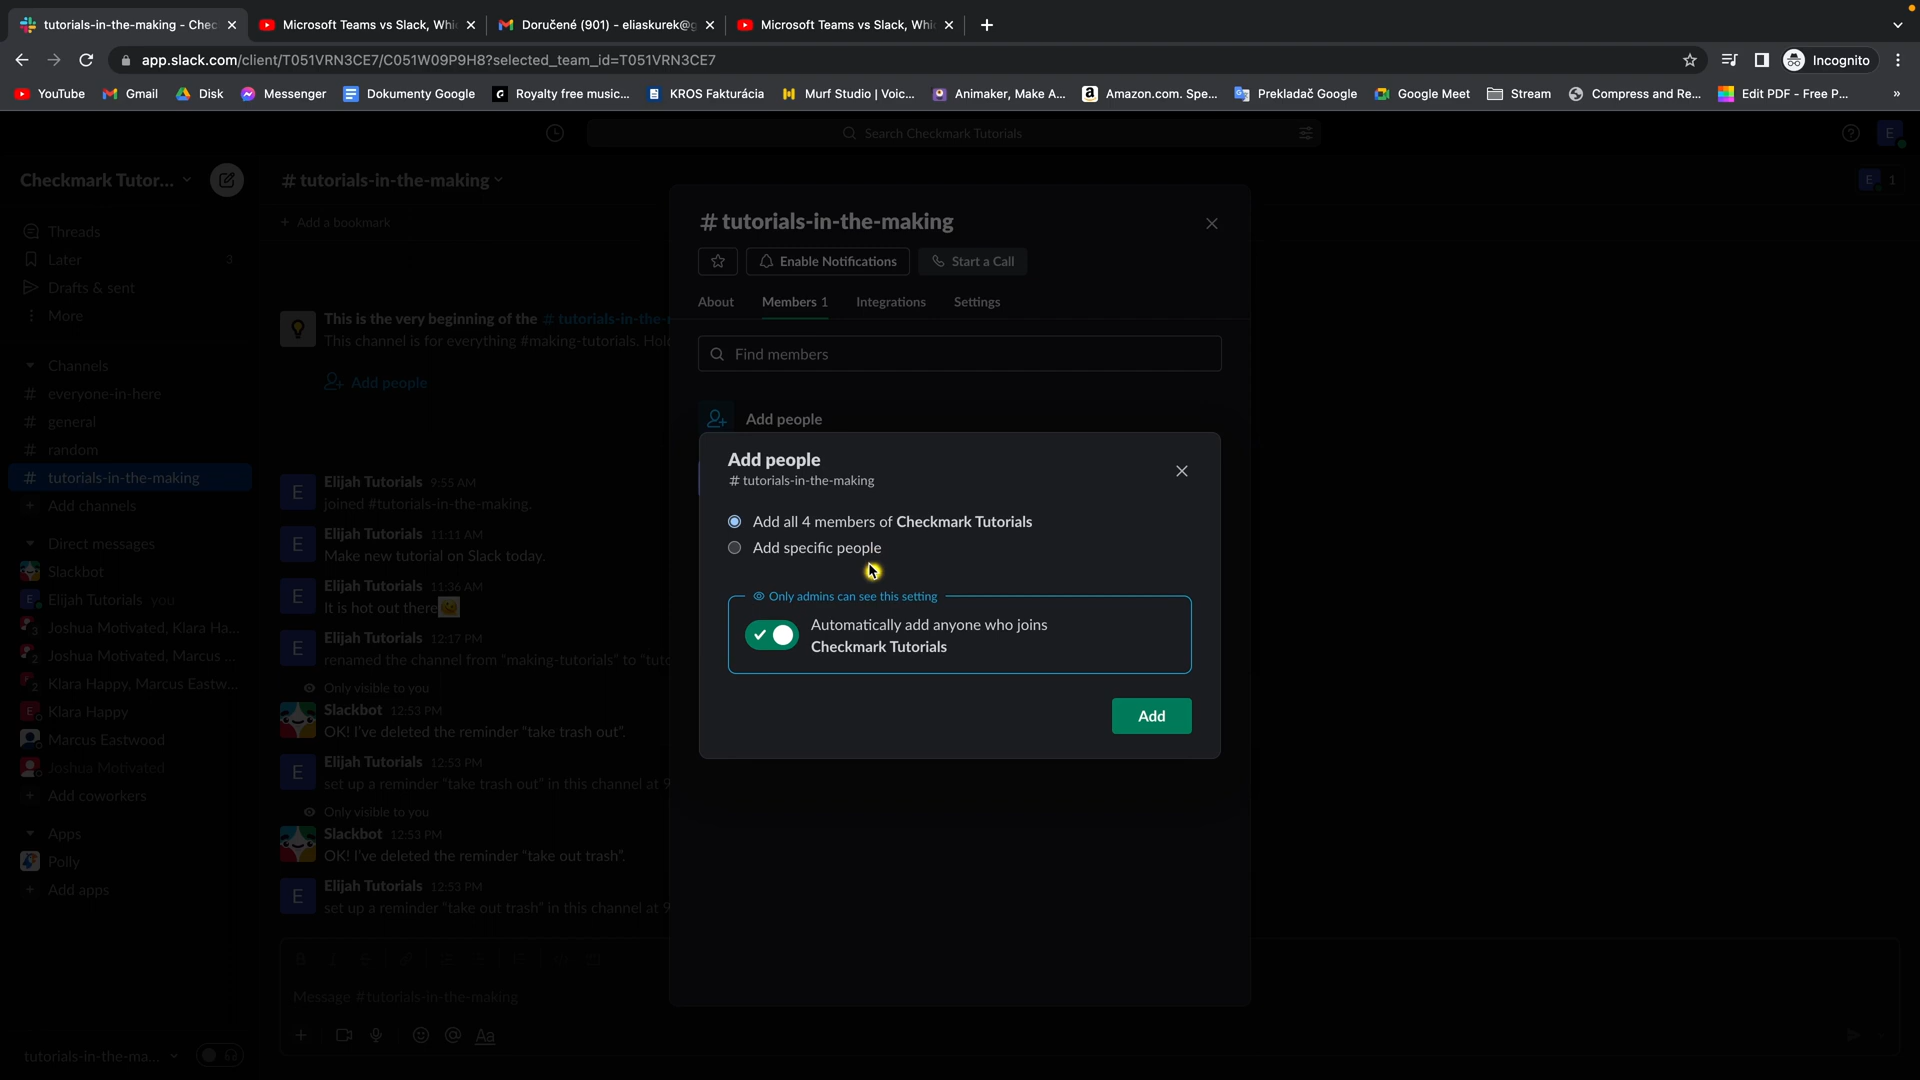 tutorials-in-the-making - Chec
Microsoft Teams vs Slack, Whi
Doručené (901) - eliaskurek@g
Microsoft Teams vs Slack, Whi
app.slack.com/client/T051VRN3CE7/C051W09P9H8?selected_team_id=T051VRN3CE7
Incognito
YouTube
Gmail
Disk
Messenger
Dokumenty Google
Royalty free music...
KROS Fakturácia
Murf Studio | Voic...
Animaker, Make A...
Amazon.com. Spe...
Prekladač Google
Google Meet
Stream
Compress and Re...
Edit PDF - Free P...
»
Search Checkmark Tutorials
E
Checkmark Tutor...
# tutorials-in-the-making
E 1
+ Add a bookmark
Threads
Later 3
Drafts & sent
More
Channels
# everyone-in-here
# general
# random
# tutorials-in-the-making
+ Add channels
Direct messages
Slackbot
E Elijah Tutorials you
3 Joshua Motivated, Klara Ha...
2 Joshua Motivated, Marcus ...
2 Klara Happy, Marcus Eastw...
E Klara Happy
Marcus Eastwood
Joshua Motivated
+ Add coworkers
Apps
Polly
+ Add apps
tutorials-in-the-ma...
This is the very beginning of the # tutorials-in-the-
This channel is for everything #making-tutorials. Hol
Add people
E
Elijah Tutorials 9:55 AM
joined #tutorials-in-the-making.
E
Elijah Tutorials 11:11 AM
Make new tutorial on Slack today.
E
Elijah Tutorials 11:36 AM
It is hot out there
E
Elijah Tutorials 12:17 PM
renamed the channel from "making-tutorials" to "tuto
Only visible to you
Slackbot 12:53 PM
OK! I've deleted the reminder "take trash out".
E
Elijah Tutorials 12:53 PM
set up a reminder "take trash out" in this channel at 9
Only visible to you
Slackbot 12:53 PM
OK! I've deleted the reminder "take out trash".
E
Elijah Tutorials 12:53 PM
set up a reminder "take out trash" in this channel at 9
Message #tutorials-in-the-making
Aa
# tutorials-in-the-making
Enable Notifications
Start a Call
About
Members 1
Integrations
Settings
Find members
Add people
Add people
# tutorials-in-the-making
Add all 4 members of Checkmark Tutorials
Add specific people
Only admins can see this setting
Automatically add anyone who joins
Checkmark Tutorials
Add